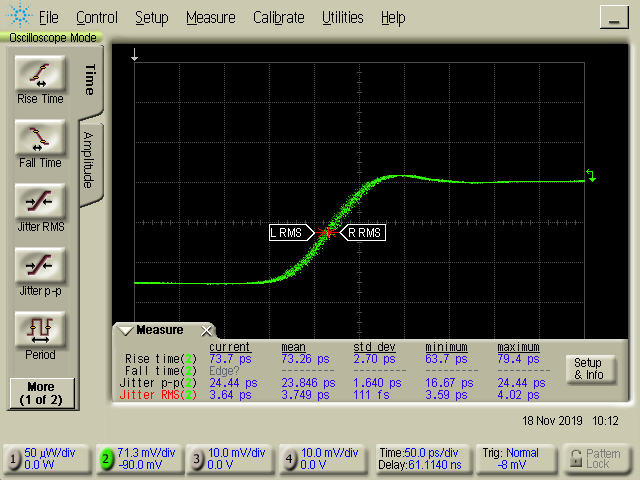 File Control Setup Measure Calibrate Utilities Help
Oscilloscope Mode
Time
Amplitude
Rise Time
Fall Time
Jitter RMS
Jitter p-p
Period
More
(1 of 2)
L RMS
R RMS
Measure
current mean std dev minimum maximum
Rise time(2) 73.7 ps 73.26 ps 2.70 ps 63.7 ps 79.4 ps
Fall time(2) Edge? --------- --------- --------- ---------
Jitter p-p(2) 24.44 ps 23.846 ps 1.640 ps 16.67 ps 24.44 ps
Jitter RMS(2) 3.64 ps 3.749 ps 111 fs 3.59 ps 4.02 ps
Setup
& Info
18 Nov 2019 10:12
1 50 µW/div
0.0 W
2 71.3 mV/div
-90.0 mV
3 10.0 mV/div
0.0 V
4 10.0 mV/div
0.0 V
Time:50.0 ps/div
Delay:61.1140 ns
Trig: Normal
-8 mV
Pattern
Lock